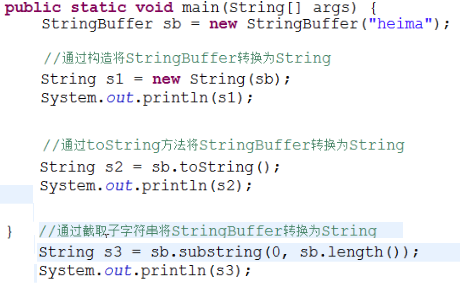 public static void main(String[] args) {
StringBuffer sb = new StringBuffer("heima");
//通过构造将StringBuffer转换为String
String s1 = new String(sb);
System.out.println(s1);
//通过toString方法将StringBuffer转换为String
String s2 = sb.toString();
System.out.println(s2);
} //通过截取子字符串将StringBuffer转换为String
String s3 = sb.substring(0, sb.length());
System.out.println(s3);